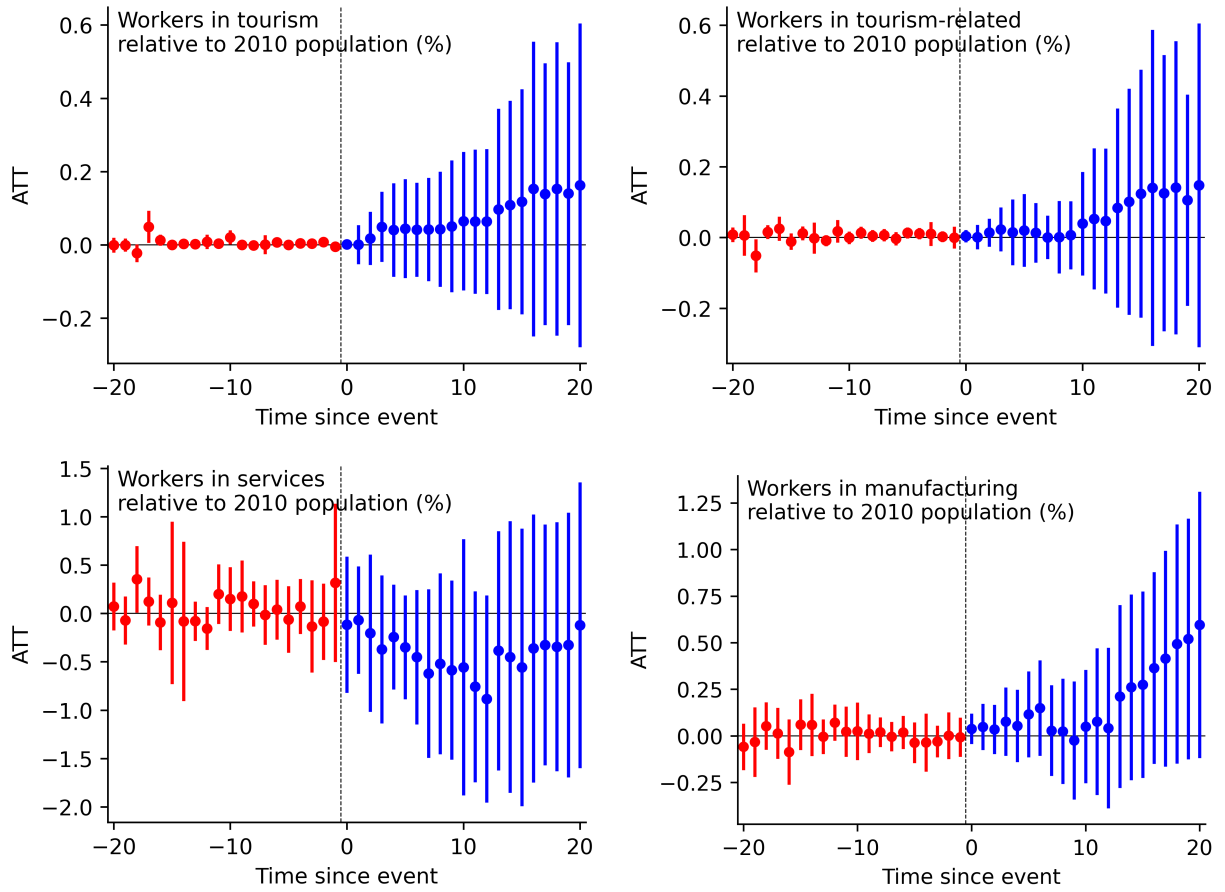 Workers in tourism
relative to 2010 population (%)
ATT
0.6
0.4
0.2
0.0
−0.2
−20
−10
0
10
20
Time since event
Workers in tourism-related
relative to 2010 population (%)
ATT
0.6
0.4
0.2
0.0
−0.2
−20
−10
0
10
20
Time since event
Workers in services
relative to 2010 population (%)
ATT
1.5
1.0
0.5
0.0
−0.5
−1.0
−1.5
−2.0
−20
−10
0
10
20
Time since event
Workers in manufacturing
relative to 2010 population (%)
ATT
1.25
1.00
0.75
0.50
0.25
0.00
−0.25
−20
−10
0
10
20
Time since event